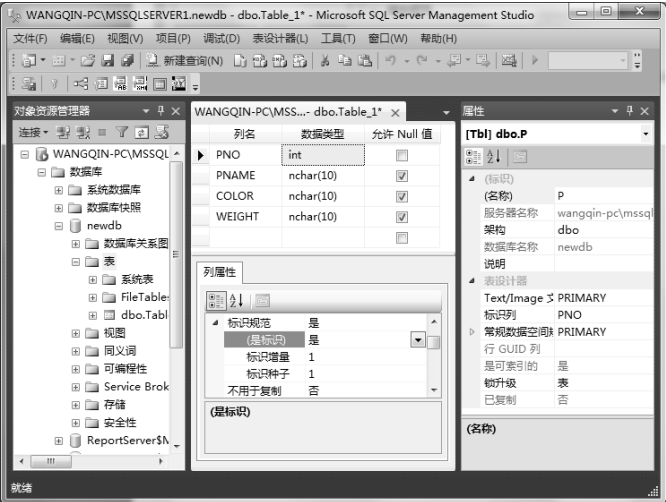 WANGQIN-PC\MSSQLSERVER1.newdb - dbo.Table_1* - Microsoft SQL Server Management Studio
文件(F) 编辑(E) 视图(V) 项目(P) 调试(D) 表设计器(L) 工具(T) 窗口(W) 帮助(H)
新建查询(N)
对象资源管理器
连接
WANGQIN-PC\MSSQL
数据库
系统数据库
数据库快照
newdb
数据库关系图
表
系统表
FileTables
dbo.Tabl
视图
同义词
可编程性
Service Brok
存储
安全性
ReportServer$M
WANGQIN-PC\MSS...- dbo.Table_1*
列名 数据类型 允许 Null 值
PNO int
PNAME nchar(10)
COLOR nchar(10)
WEIGHT nchar(10)
列属性
标识规范 是
(是标识) 是
标识增量 1
标识种子 1
不用于复制 否
(是标识)
属性
[Tbl] dbo.P
(标识)
(名称) P
服务器名称 wangqin-pc\mssql
架构 dbo
数据库名称 newdb
说明
表设计器
Text/Image 文 PRIMARY
标识列 PNO
常规数据空间规 PRIMARY
行 GUID 列
是可索引的 是
锁升级 表
已复制 否
(名称)
就绪